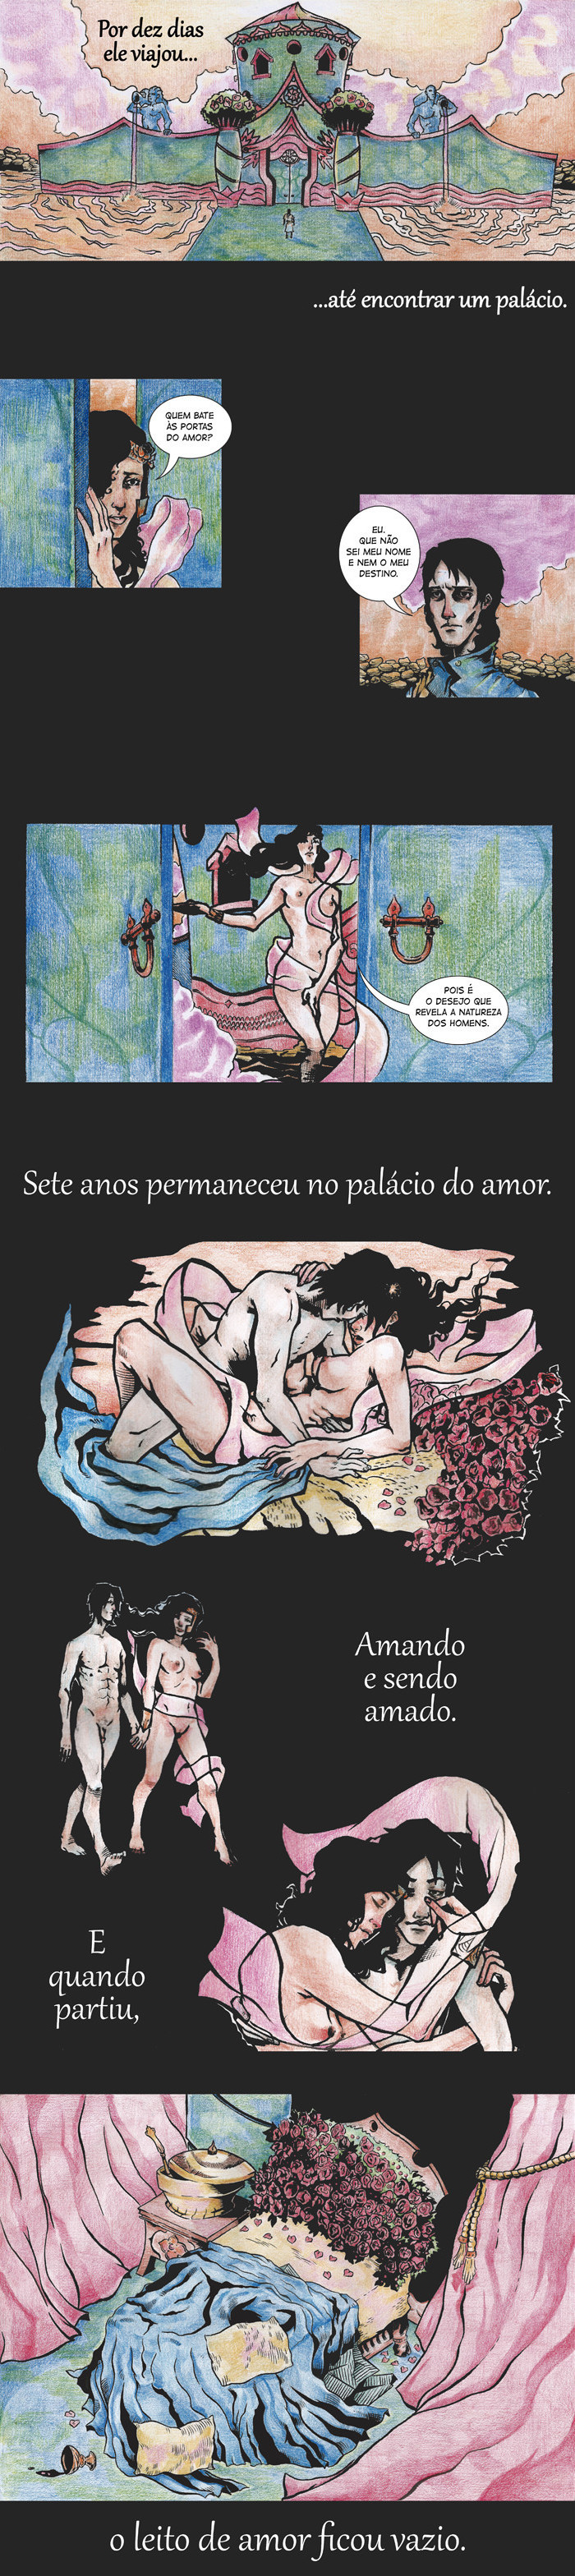 Por dez dias
ele viajou...
...até encontrar um palácio.
QUEM BATE
ÀS PORTAS
DO AMOR?
EU.
QUE NÃO
SEI MEU NOME
E NEM O MEU
DESTINO.
POIS É
O DESEJO QUE
REVELA A NATUREZA
DOS HOMENS.
Sete anos permaneceu no palácio do amor.
Amando
e sendo
amado.
E
quando
partiu,
o leito de amor ficou vazio.